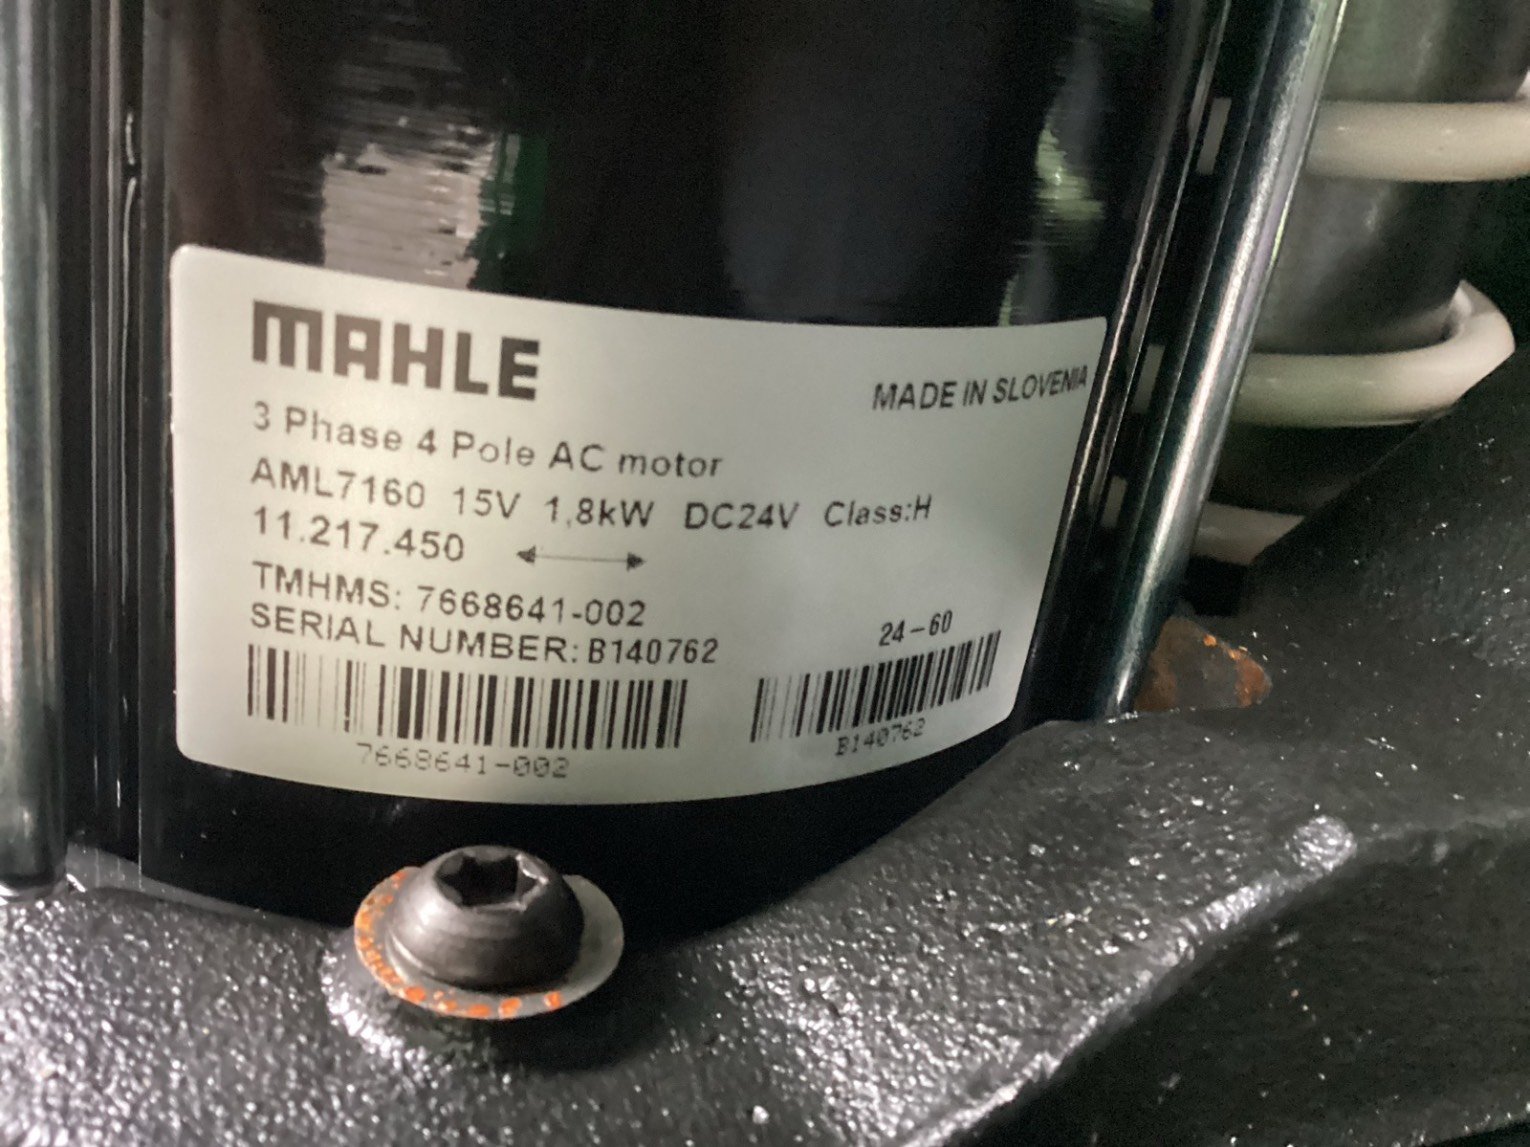 MAHLE
MADE IN SLOVENIA
3 Phase 4 Pole AC motor
AML7160 15V 1,8kW DC24V Class:H
11.217.450
TMHMS: 7668641-002
SERIAL NUMBER: B140762
24-60
7668641-002
B140762